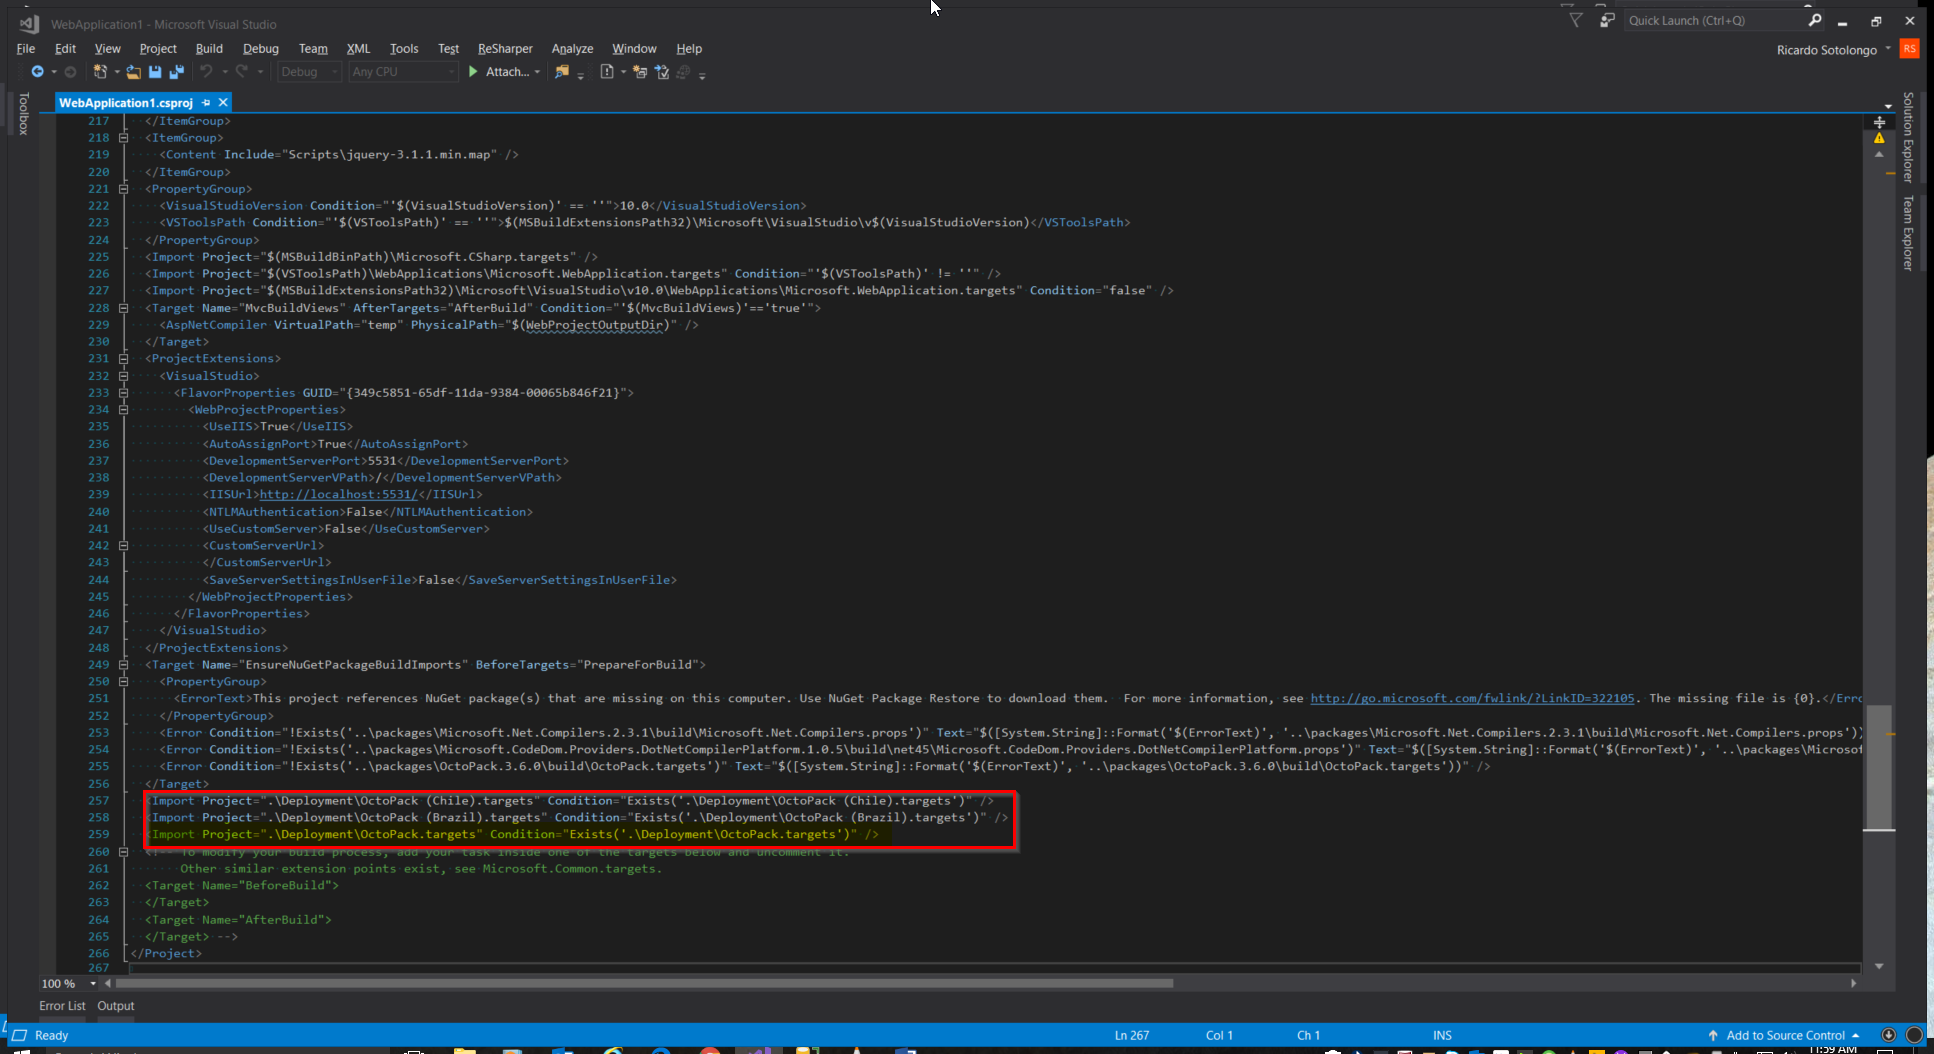 WebApplication1 - Microsoft Visual Studio
Quick Launch (Ctrl+Q)
File Edit View Project Build Debug Team XML Tools Test ReSharper Analyze Window Help
Ricardo Sotolongo RS
Debug Any CPU Attach...
Toolbox
WebApplication1.csproj
Solution Explorer
Team Explorer
217 </ItemGroup>
218 <ItemGroup>
219 <Content Include="Scripts\jquery-3.1.1.min.map" />
220 </ItemGroup>
221 <PropertyGroup>
222 <VisualStudioVersion Condition="'$(VisualStudioVersion)' == ''">10.0</VisualStudioVersion>
223 <VSToolsPath Condition="'$(VSToolsPath)' == ''">$(MSBuildExtensionsPath32)\Microsoft\VisualStudio\v$(VisualStudioVersion)</VSToolsPath>
224 </PropertyGroup>
225 <Import Project="$(MSBuildBinPath)\Microsoft.CSharp.targets" />
226 <Import Project="$(VSToolsPath)\WebApplications\Microsoft.WebApplication.targets" Condition="'$(VSToolsPath)' != ''" />
227 <Import Project="$(MSBuildExtensionsPath32)\Microsoft\VisualStudio\v10.0\WebApplications\Microsoft.WebApplication.targets" Condition="false" />
228 <Target Name="MvcBuildViews" AfterTargets="AfterBuild" Condition="'$(MvcBuildViews)'=='true'">
229 <AspNetCompiler VirtualPath="temp" PhysicalPath="$(WebProjectOutputDir)" />
230 </Target>
231 <ProjectExtensions>
232 <VisualStudio>
233 <FlavorProperties GUID="{349c5851-65df-11da-9384-00065b846f21}">
234 <WebProjectProperties>
235 <UseIIS>True</UseIIS>
236 <AutoAssignPort>True</AutoAssignPort>
237 <DevelopmentServerPort>5531</DevelopmentServerPort>
238 <DevelopmentServerVPath>/</DevelopmentServerVPath>
239 <IISUrl>http://localhost:5531/</IISUrl>
240 <NTLMAuthentication>False</NTLMAuthentication>
241 <UseCustomServer>False</UseCustomServer>
242 <CustomServerUrl>
243 </CustomServerUrl>
244 <SaveServerSettingsInUserFile>False</SaveServerSettingsInUserFile>
245 </WebProjectProperties>
246 </FlavorProperties>
247 </VisualStudio>
248 </ProjectExtensions>
249 <Target Name="EnsureNuGetPackageBuildImports" BeforeTargets="PrepareForBuild">
250 <PropertyGroup>
251 <ErrorText>This project references NuGet package(s) that are missing on this computer. Use NuGet Package Restore to download them.  For more information, see http://go.microsoft.com/fwlink/?LinkID=322105. The missing file is {0}.</Erro
252 </PropertyGroup>
253 <Error Condition="!Exists('..\packages\Microsoft.Net.Compilers.2.3.1\build\Microsoft.Net.Compilers.props')" Text="$([System.String]::Format('$(ErrorText)', '..\packages\Microsoft.Net.Compilers.2.3.1\build\Microsoft.Net.Compilers.props'))
254 <Error Condition="!Exists('..\packages\Microsoft.CodeDom.Providers.DotNetCompilerPlatform.1.0.5\build\net45\Microsoft.CodeDom.Providers.DotNetCompilerPlatform.props')" Text="$([System.String]::Format('$(ErrorText)', '..\packages\Microsof
255 <Error Condition="!Exists('..\packages\OctoPack.3.6.0\build\OctoPack.targets')" Text="$([System.String]::Format('$(ErrorText)', '..\packages\OctoPack.3.6.0\build\OctoPack.targets'))" />
256 </Target>
257 <Import Project=".\Deployment\OctoPack (Chile).targets" Condition="Exists('.\Deployment\OctoPack (Chile).targets')" />
258 <Import Project=".\Deployment\OctoPack (Brazil).targets" Condition="Exists('.\Deployment\OctoPack (Brazil).targets')" />
259 <Import Project=".\Deployment\OctoPack.targets" Condition="Exists('.\Deployment\OctoPack.targets')" />
260 <!-- To modify your build process, add your task inside one of the targets below and uncomment it.
261 Other similar extension points exist, see Microsoft.Common.targets.
262 <Target Name="BeforeBuild">
263 </Target>
264 <Target Name="AfterBuild">
265 </Target> -->
266 </Project>
267
100 %
Error List Output
Ready Ln 267 Col 1 Ch 1 INS Add to Source Control
11:59 AM